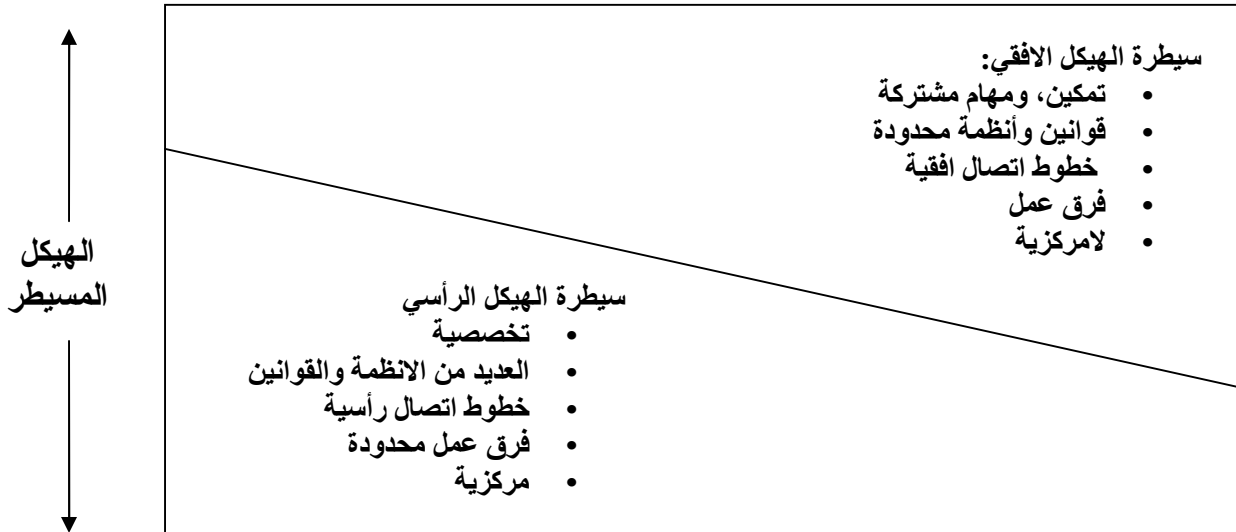 سيطرة الهيكل الافقي:
• تمكين، ومهام مشتركة
• قوانين وأنظمة محدودة
• خطوط اتصال افقية
• فرق عمل
• لامركزية
الهيكل
المسيطر
سيطرة الهيكل الرأسي
• تخصصية
• العديد من الانظمة والقوانين
• خطوط اتصال رأسية
• فرق عمل محدودة
• مركزية